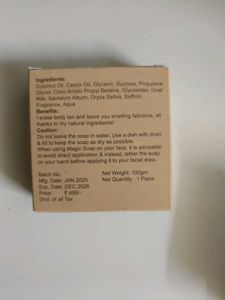 Ingredients:
Coconut Oil, Castor Oil, Glycerin, Sucrose, Propylene
Glycol, Coco Amido Propyl Betaine, Glycosides, Goat
Milk, Santalum Album, Oryza Sativa, Saffron,
Fragrance, Aqua
Benefits:
I erase body tan and leave you smelling fabulous, all
thanks to my natural ingredients!
Caution:
Do not leave the soap in water. Use a dish with drain
& lid to keep the soap as dry as possible.
When using Magic Soap on your face, it is advisable
to avoid direct application & instead, lather the soap
on your hand before applying it to your facial area.
Batch No.
Mfg. Date: JAN 2025
Exp. Date: DEC 2026
Price: ₹ 499/-
(Incl. of all Tax
Net Weight: 100gm
Net Quantity : 1 Piece